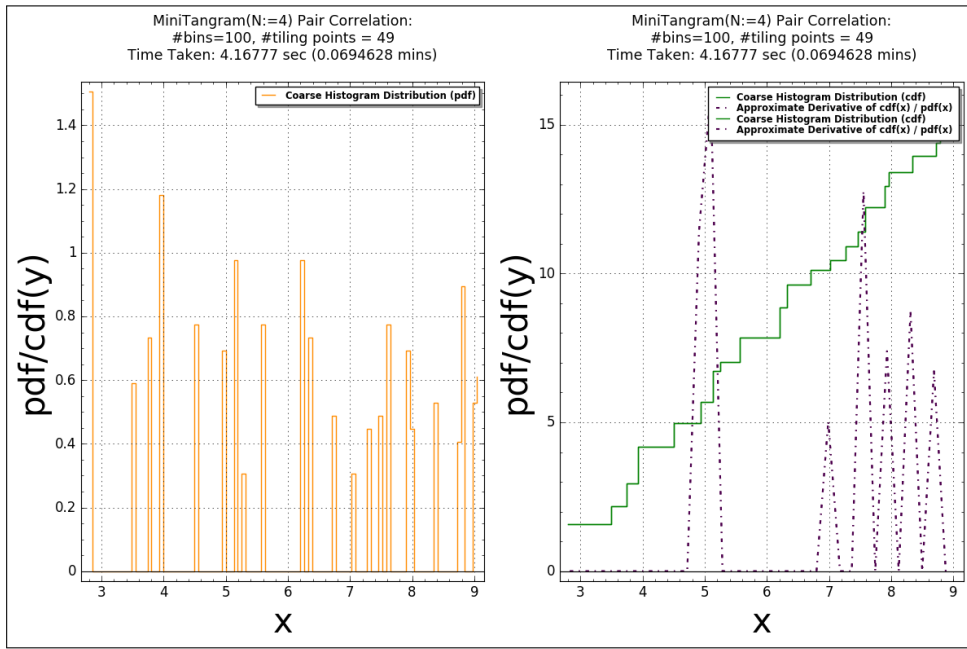 MiniTangram(N:=4) Pair Correlation:
#bins=100, #tiling points = 49
Time Taken: 4.16777 sec (0.0694628 mins)
Coarse Histogram Distribution (pdf)
1.4
1.2
1
0.8
0.6
0.4
0.2
0
pdf/cdf(y)
3 4 5 6 7 8 9
x
MiniTangram(N:=4) Pair Correlation:
#bins=100, #tiling points = 49
Time Taken: 4.16777 sec (0.0694628 mins)
Coarse Histogram Distribution (cdf)
Approximate Derivative of cdf(x) / pdf(x)
Coarse Histogram Distribution (cdf)
Approximate Derivative of cdf(x) / pdf(x)
15
10
5
0
pdf/cdf(y)
3 4 5 6 7 8 9
x